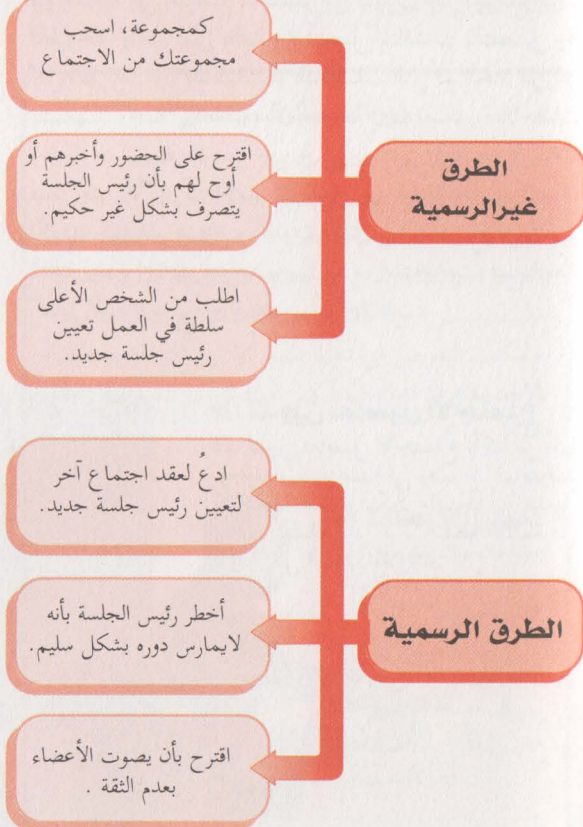 الطرق
غيرالرسمية
كمجموعة، اسحب
مجموعتك من الاجتماع
اقترح على الحضور وأخبرهم أو
أوح لهم بأن رئيس الجلسة
يتصرف بشكل غير حكيم.
اطلب من الشخص الأعلى
سلطة في العمل تعيين
رئيس جلسة جديد.
الطرق الرسمية
ادعُ لعقد اجتماع آخر
لتعيين رئيس جلسة جديد.
أخطر رئيس الجلسة بأنه
لايمارس دوره بشكل سليم.
اقترح بأن يصوت الأعضاء
بعدم الثقة .